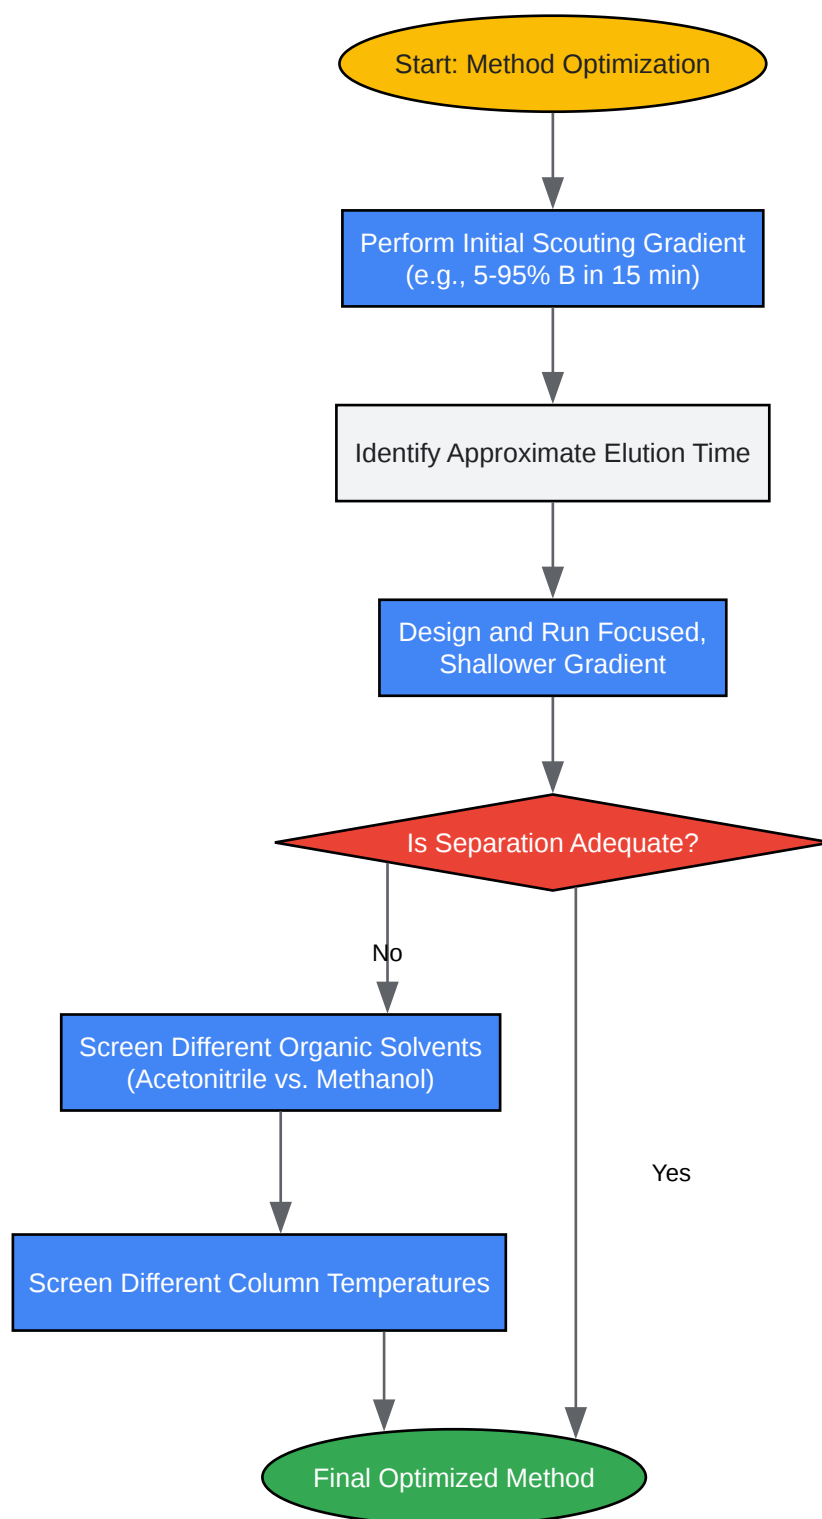 Start: Method Optimization
Perform Initial Scouting Gradient
(e.g., 5-95% B in 15 min)
Identify Approximate Elution Time
Design and Run Focused,
Shallower Gradient
Is Separation Adequate?
No
Screen Different Organic Solvents
(Acetonitrile vs. Methanol)
Yes
Screen Different Column Temperatures
Final Optimized Method